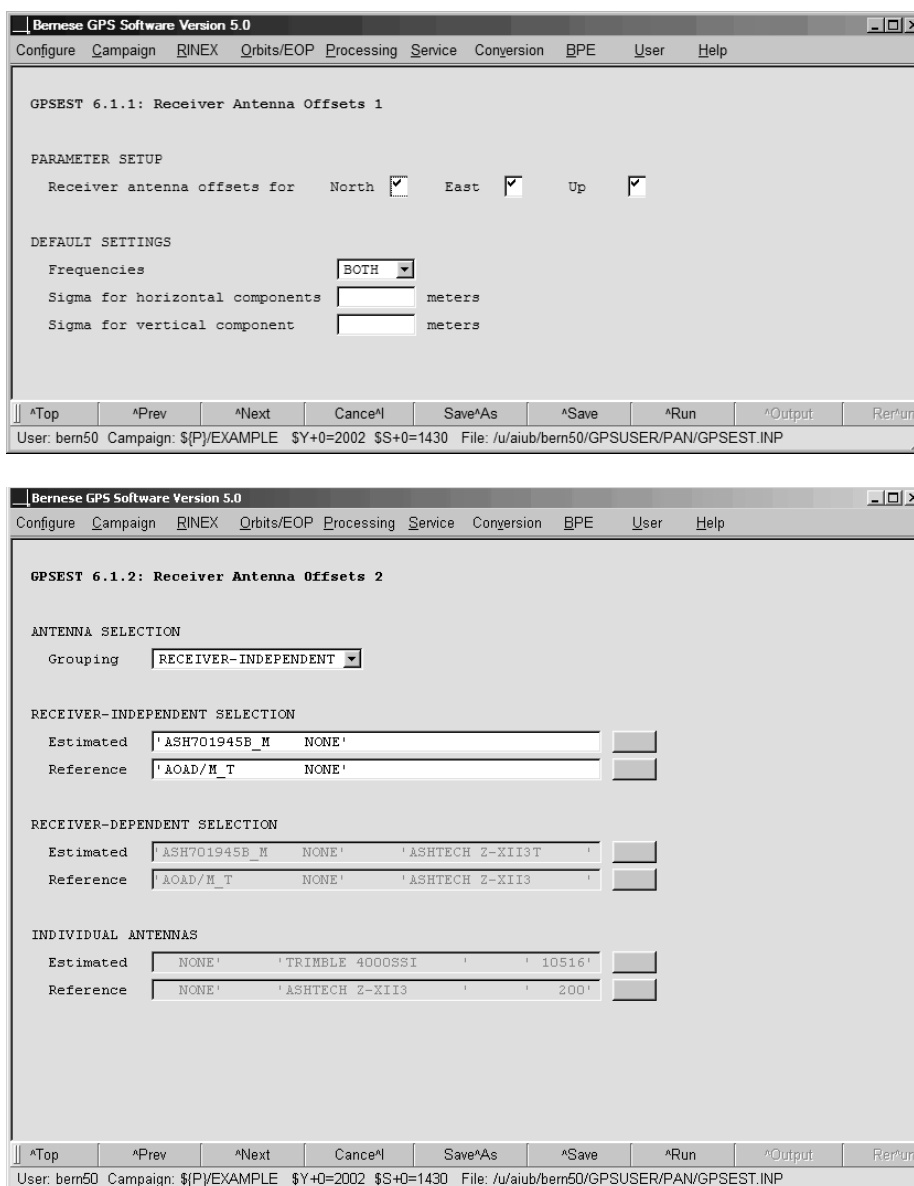 Bernese GPS Software Version 5.0
Configure Campaign RINEX Orbits/EOP Processing Service Conversion BPE User Help
GPSEST 6.1.1: Receiver Antenna Offsets 1
PARAMETER SETUP
Receiver antenna offsets for North East Up
DEFAULT SETTINGS
Frequencies BOTH
Sigma for horizontal components meters
Sigma for vertical component meters
^Top ^Prev ^Next Cance^l Save^As ^Save ^Run ^Output Rer^un
User: bern50 Campaign: ${P}/EXAMPLE $Y+0=2002 $S+0=1430 File: /u/aiub/bern50/GPSUSER/PAN/GPSEST.INP
Bernese GPS Software Version 5.0
Configure Campaign RINEX Orbits/EOP Processing Service Conversion BPE User Help
GPSEST 6.1.2: Receiver Antenna Offsets 2
ANTENNA SELECTION
Grouping RECEIVER-INDEPENDENT
RECEIVER-INDEPENDENT SELECTION
Estimated 'ASH701945B_M NONE'
Reference 'AOAD/M_T NONE'
RECEIVER-DEPENDENT SELECTION
Estimated 'ASH701945B_M NONE' 'ASHTECH Z-XII3T '
Reference 'AOAD/M_T NONE' 'ASHTECH Z-XII3 '
INDIVIDUAL ANTENNAS
Estimated NONE' 'TRIMBLE 4000SSI ' ' 10516'
Reference NONE' 'ASHTECH Z-XII3 ' ' 200'
^Top ^Prev ^Next Cance^l Save^As ^Save ^Run ^Output Rer^un
User: bern50 Campaign: ${P}/EXAMPLE $Y+0=2002 $S+0=1430 File: /u/aiub/bern50/GPSUSER/PAN/GPSEST.INP